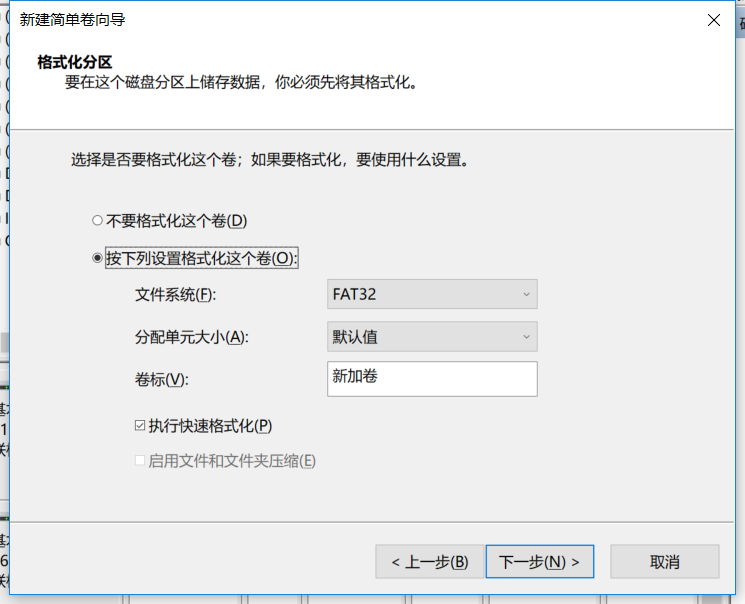 新建简单卷向导
格式化分区
要在这个磁盘分区上储存数据，你必须先将其格式化。
选择是否要格式化这个卷；如果要格式化，要使用什么设置。
不要格式化这个卷(D)
按下列设置格式化这个卷(O):
文件系统(F):
FAT32
分配单元大小(A):
默认值
卷标(V):
新加卷
执行快速格式化(P)
启用文件和文件夹压缩(E)
< 上一步(B)
下一步(N) >
取消